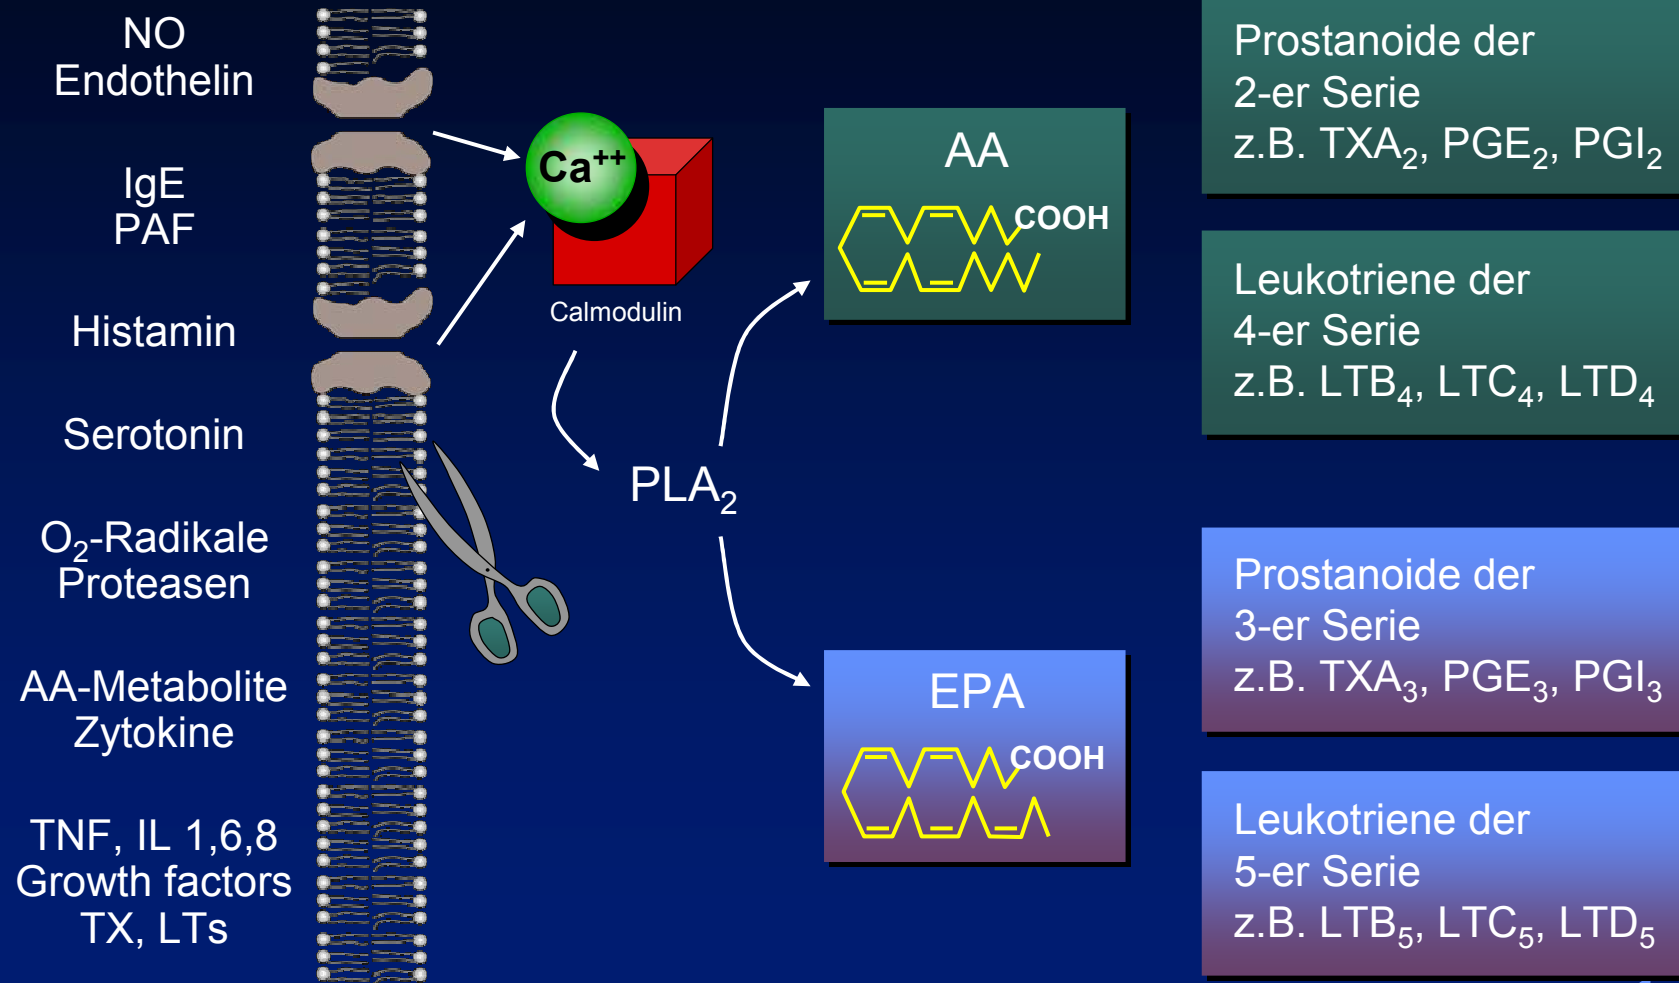 NO
Endothelin
IgE
PAF
Histamin
Serotonin
O₂-Radikale
Proteasen
AA-Metabolite
Zytokine
TNF, IL 1,6,8
Growth factors
TX, LTs
Ca⁺⁺
Calmodulin
PLA₂
AA
COOH
EPA
COOH
Prostanoide der
2-er Serie
z.B. TXA₂, PGE₂, PGI₂
Leukotriene der
4-er Serie
z.B. LTB₄, LTC₄, LTD₄
Prostanoide der
3-er Serie
z.B. TXA₃, PGE₃, PGI₃
Leukotriene der
5-er Serie
z.B. LTB₅, LTC₅, LTD₅